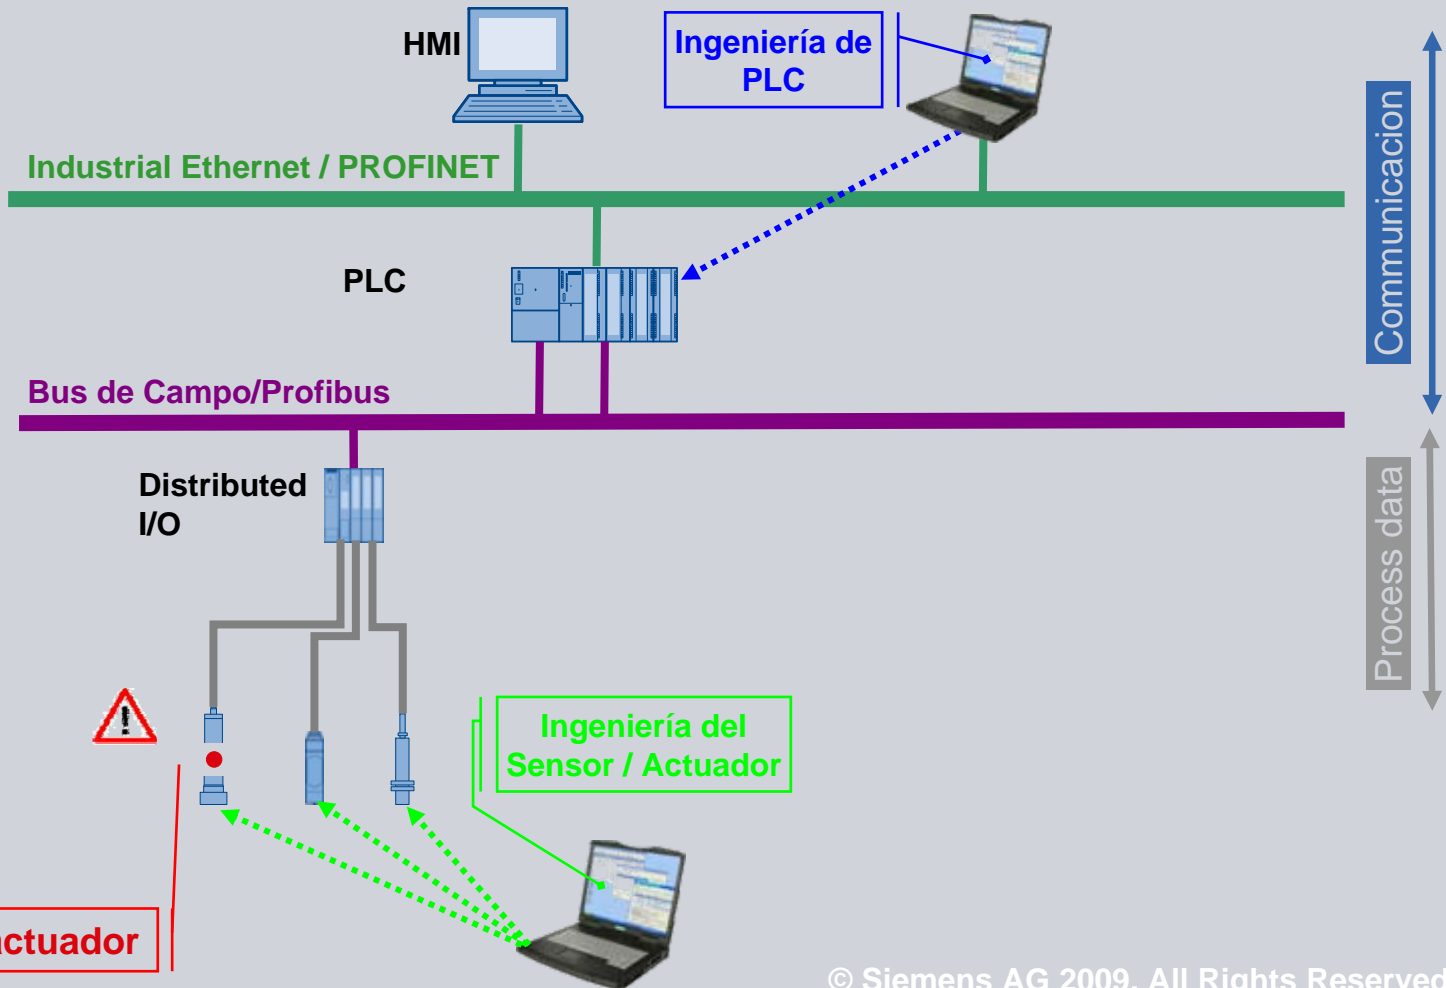 HMI
Ingeniería de
PLC
Industrial Ethernet / PROFINET
PLC
Communicacion
Bus de Campo/Profibus
Distributed
I/O
Process data
Ingeniería del
Sensor / Actuador
actuador
© Siemens AG 2009. All Rights Reserved